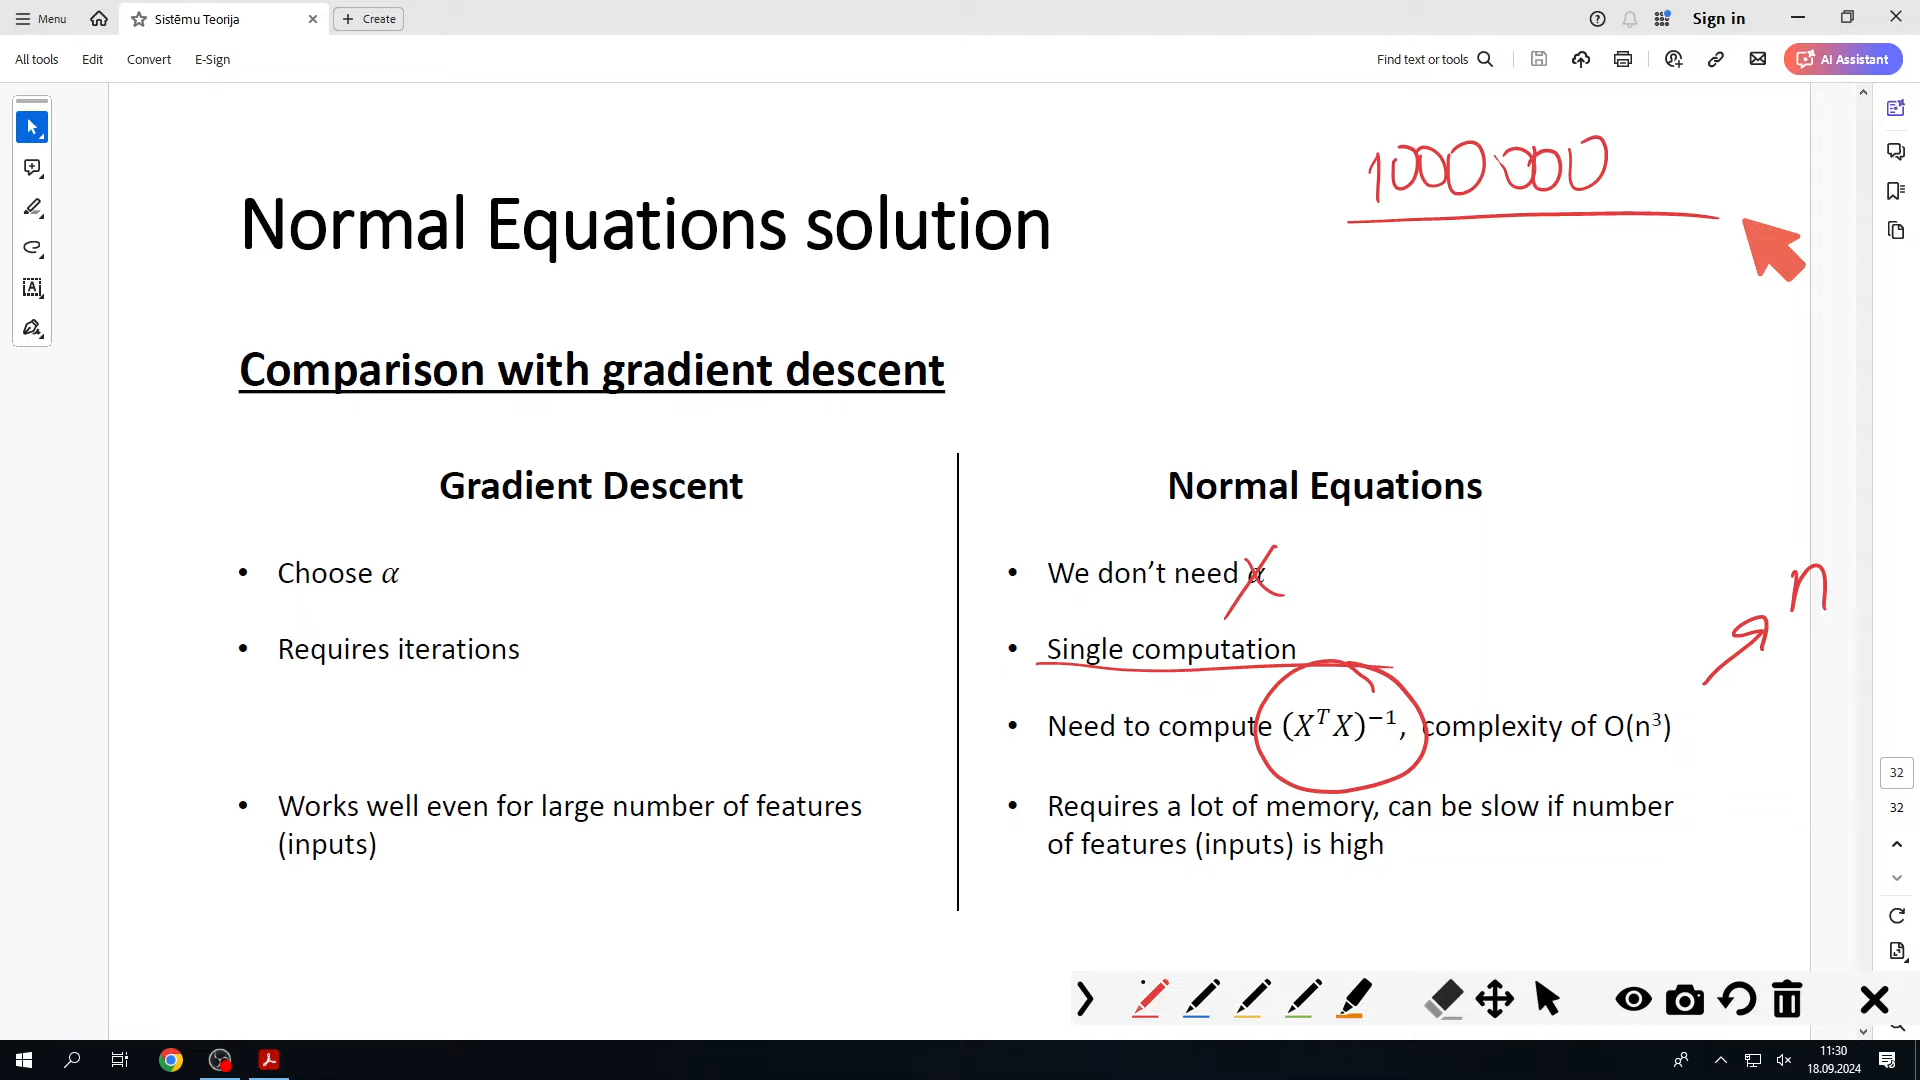 Menu
Sistēmu Teorija
Create
Sign in
All tools
Edit
Convert
E-Sign
Find text or tools
AI Assistant
1000 000
Normal Equations solution
Comparison with gradient descent
Gradient Descent
• Choose α
• Requires iterations
• Works well even for large number of features
(inputs)
Normal Equations
• We don’t need α
• Single computation
• Need to compute (XᵀX)⁻¹, complexity of O(n³)
• Requires a lot of memory, can be slow if number
of features (inputs) is high
n
32
32
11:30
18.09.2024